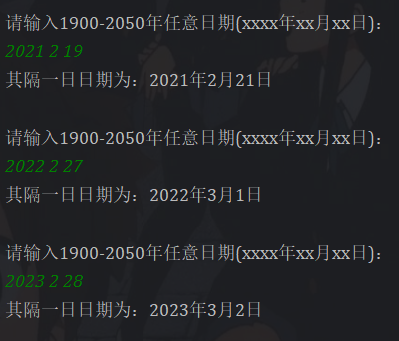 请输入1900-2050年任意日期(xxxx年xx月xx日):
2021 2 19
其隔一日日期为：2021年2月21日
请输入1900-2050年任意日期(xxxx年xx月xx日):
2022 2 27
其隔一日日期为：2022年3月1日
请输入1900-2050年任意日期(xxxx年xx月xx日):
2023 2 28
其隔一日日期为：2023年3月2日